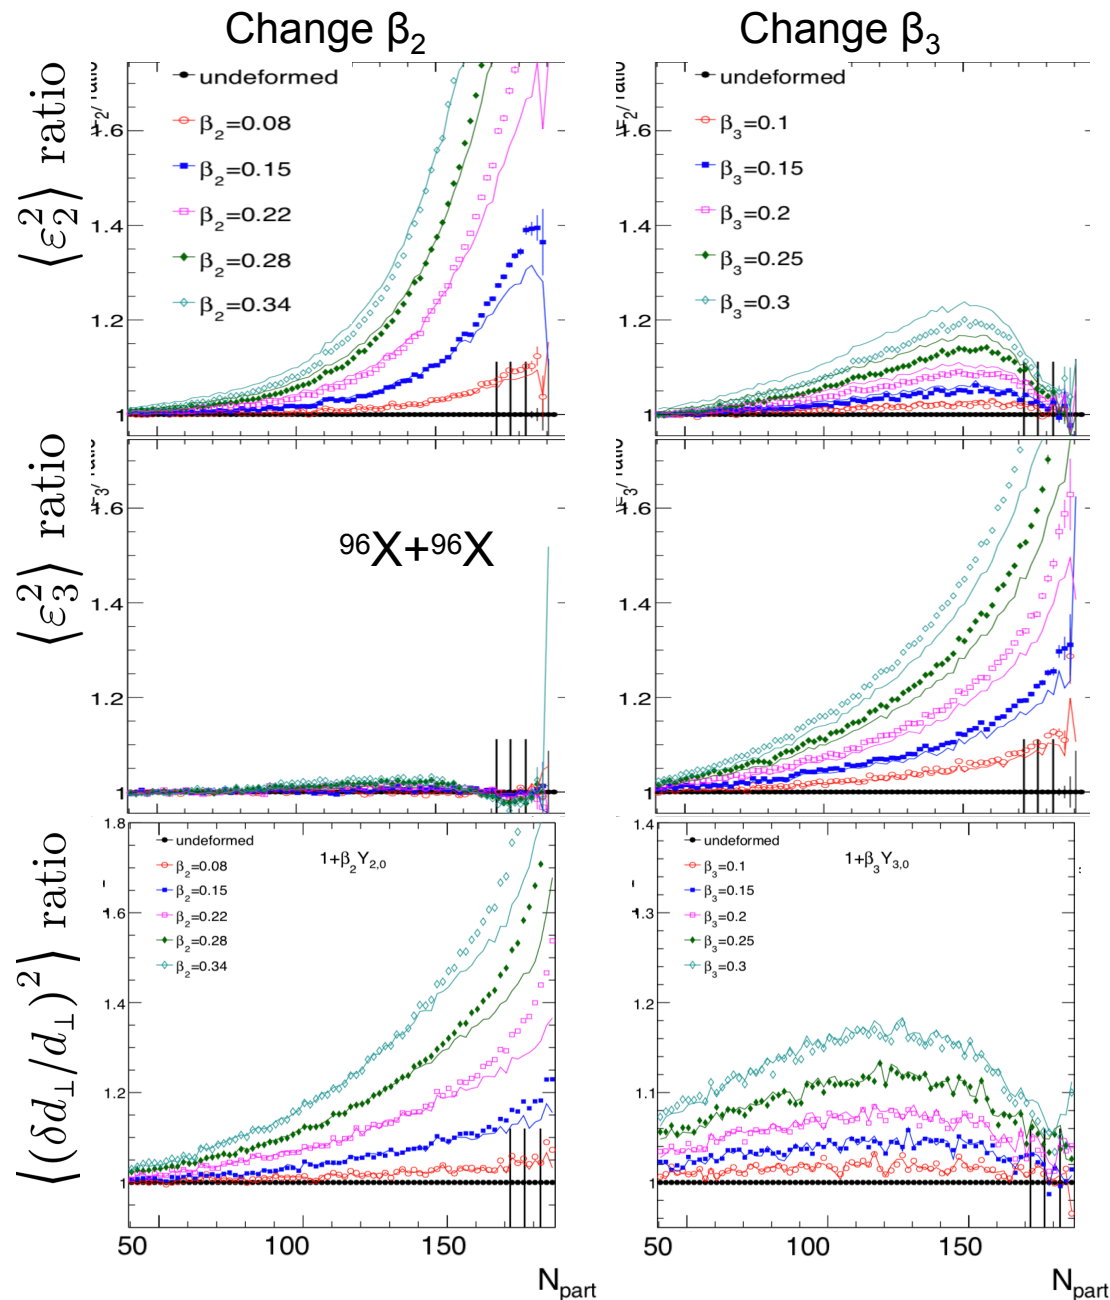 Change β₂
Change β₃
⟨ε₂²⟩ ratio
undeformed
β₂=0.08
β₂=0.15
β₂=0.22
β₂=0.28
β₂=0.34
1.6
1.4
1.2
1
undeformed
β₃=0.1
β₃=0.15
β₃=0.2
β₃=0.25
β₃=0.3
1.6
1.4
1.2
1
⟨ε₃²⟩ ratio
⁹⁶X+⁹⁶X
1.6
1.4
1.2
1
1.6
1.4
1.2
1
⟨(δd⊥/d⊥)²⟩ ratio
1.8
undeformed
β₂=0.08
β₂=0.15
β₂=0.22
β₂=0.28
β₂=0.34
1+β₂Y₂,₀
1.6
1.4
1.2
1
50 100 150
Npart
1.4
undeformed
β₃=0.1
β₃=0.15
β₃=0.2
β₃=0.25
β₃=0.3
1+β₃Y₃,₀
1.3
1.2
1.1
1
50 100 150
Npart